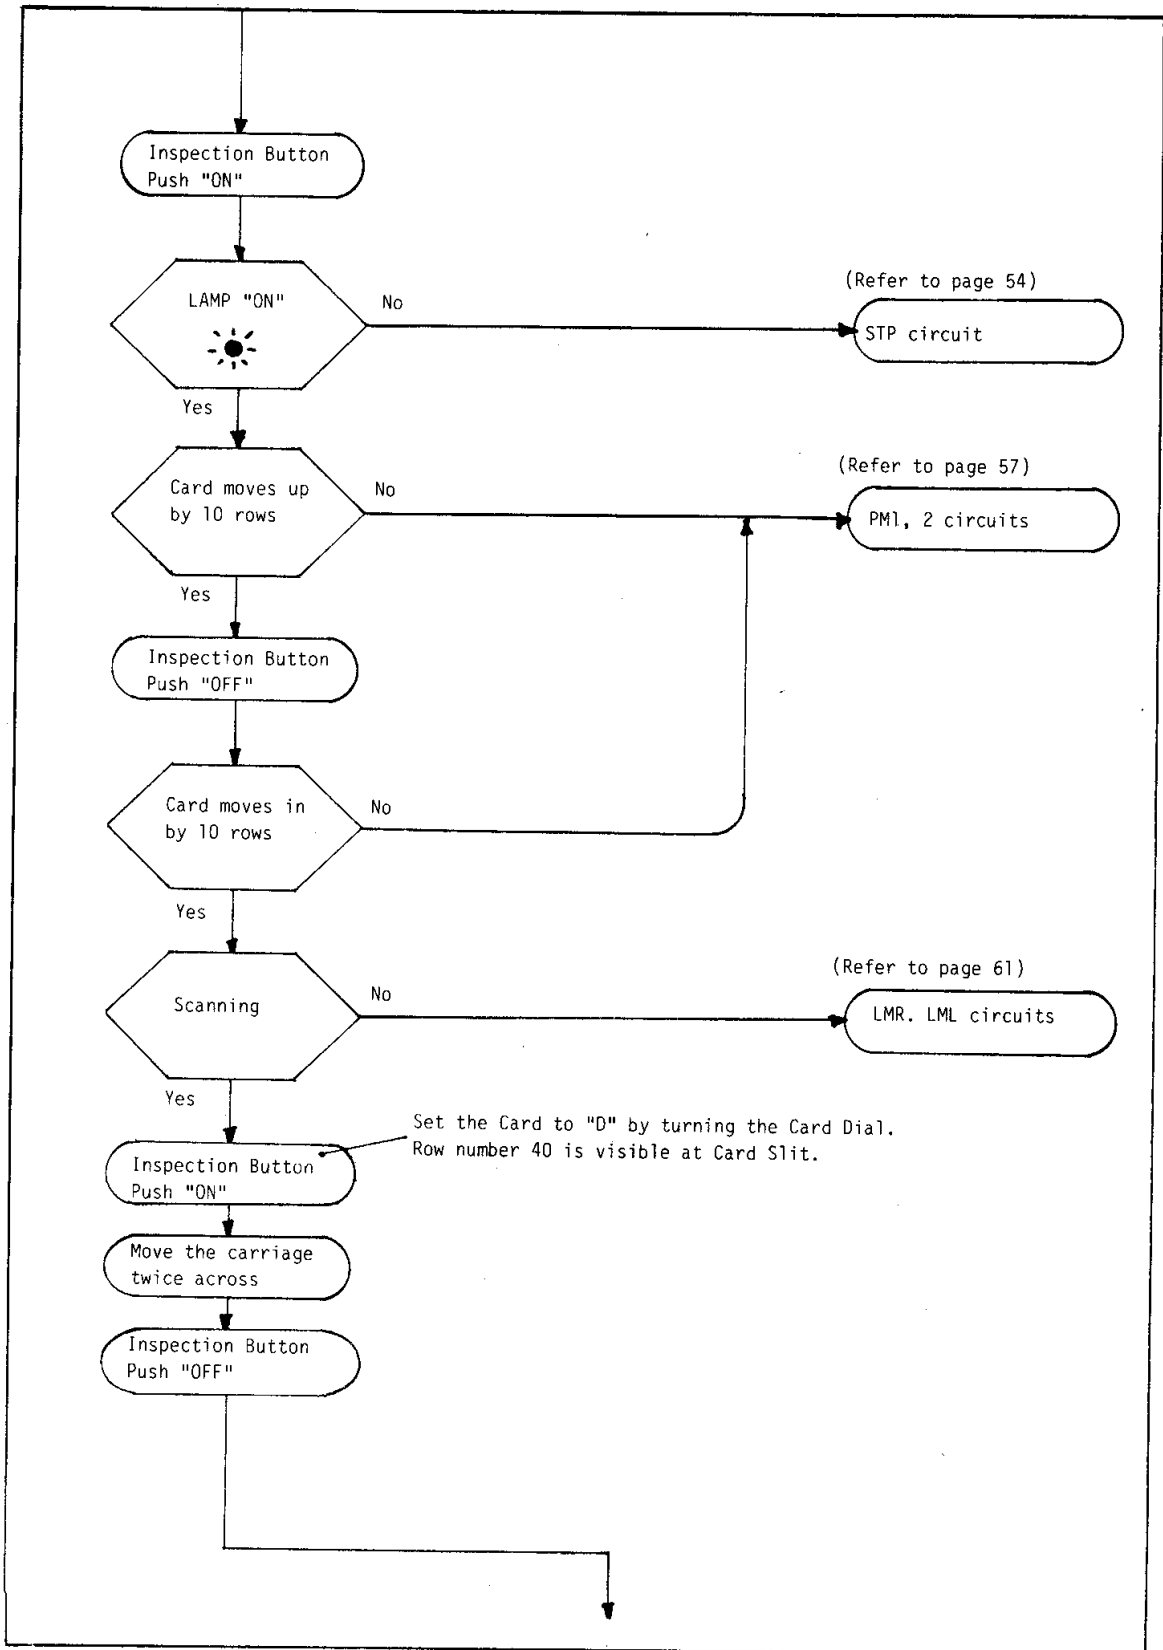 Inspection Button
Push "ON"
LAMP "ON"
No
(Refer to page 54)
STP circuit
Yes
Card moves up
by 10 rows
No
(Refer to page 57)
PM1, 2 circuits
Yes
Inspection Button
Push "OFF"
Card moves in
by 10 rows
No
Yes
Scanning
No
(Refer to page 61)
LMR. LML circuits
Yes
Set the Card to "D" by turning the Card Dial.
Row number 40 is visible at Card Slit.
Inspection Button
Push "ON"
Move the carriage
twice across
Inspection Button
Push "OFF"